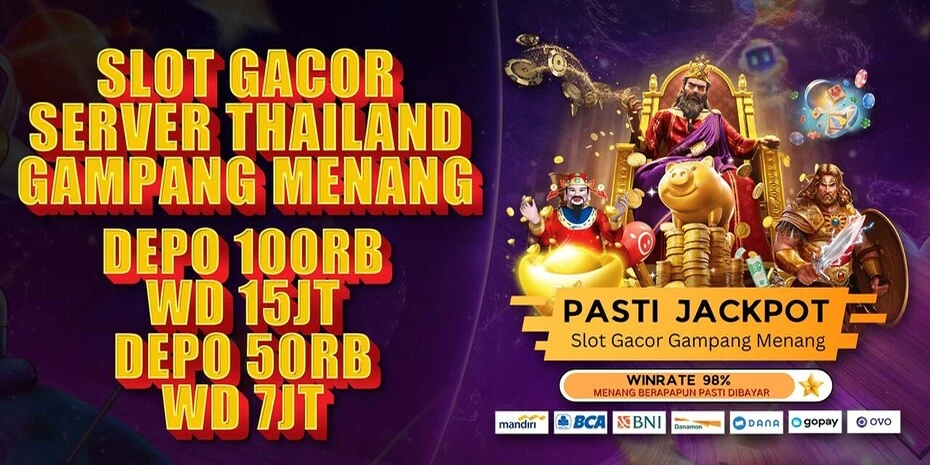 SLOT GACOR
SERVER THAILAND
GAMPANG MENANG
DEPO 100RB
WD 15JT
DEPO 50RB
WD 7JT
PASTI JACKPOT
Slot Gacor Gampang Menang
WINRATE 98%
MENANG BERAPAPUN PASTI DIBAYAR
mandiri BCA BNI Danamon DANA gopay OVO